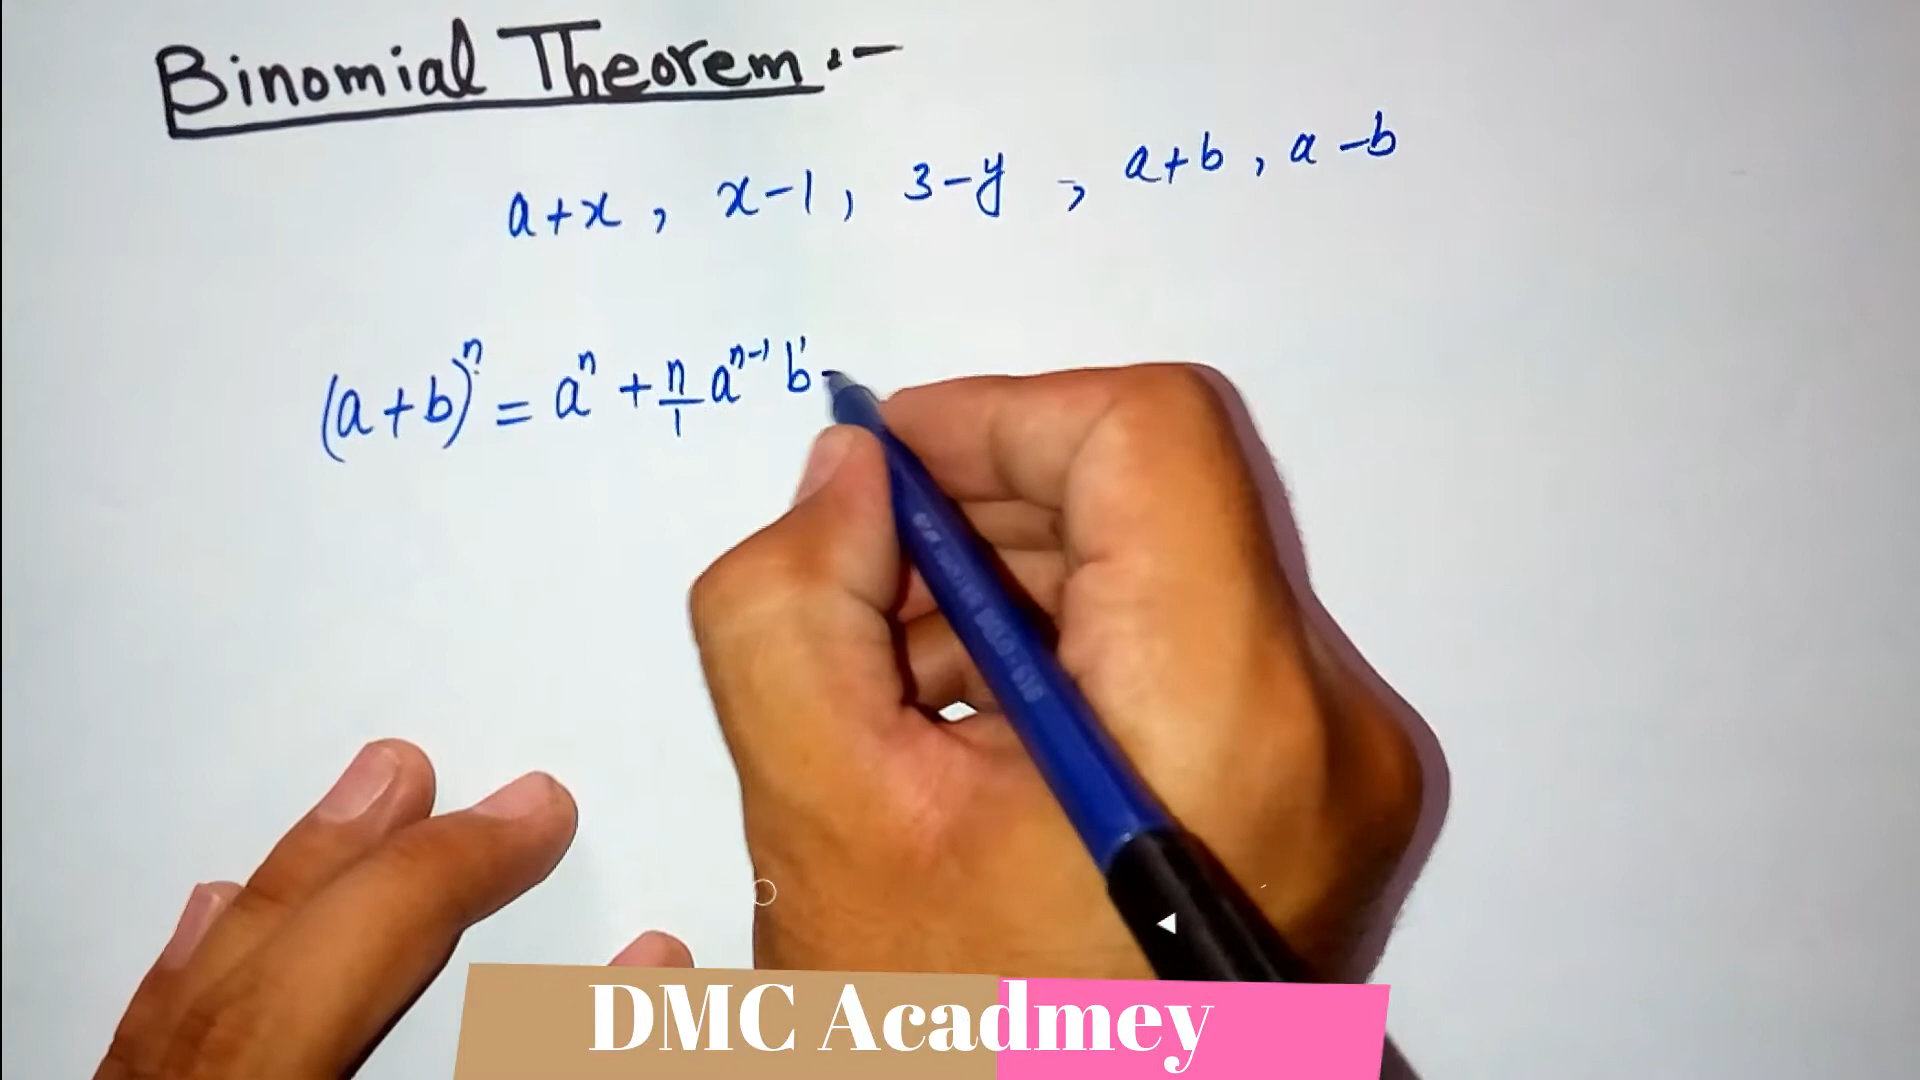 Binomial Theorem :-
a+x , x-1 , 3-y , a+b , a-b
(a+b)ⁿ = aⁿ + n/1 aⁿ⁻¹ b¹
DMC Acadmey